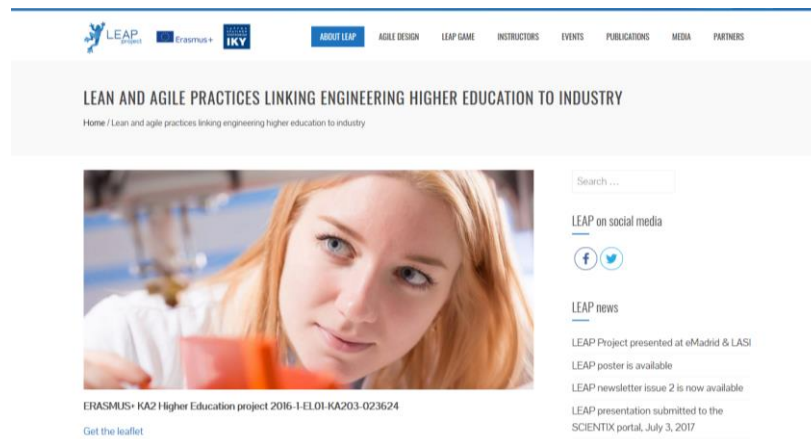 LEAP
project
Erasmus+
IKY
ABOUT LEAP
AGILE DESIGN
LEAP GAME
INSTRUCTORS
EVENTS
PUBLICATIONS
MEDIA
PARTNERS
LEAN AND AGILE PRACTICES LINKING ENGINEERING HIGHER EDUCATION TO INDUSTRY
Home / Lean and agile practices linking engineering higher education to industry
Search ....
LEAP on social media
LEAP news
LEAP Project presented at eMadrid & LASI
LEAP poster is available
LEAP newsletter issue 2 is now available
LEAP presentation submitted to the
SCIENTIX portal, July 3, 2017
ERASMUS+ KA2 Higher Education project 2016-1-EL01-KA203-023624
Get the leaflet